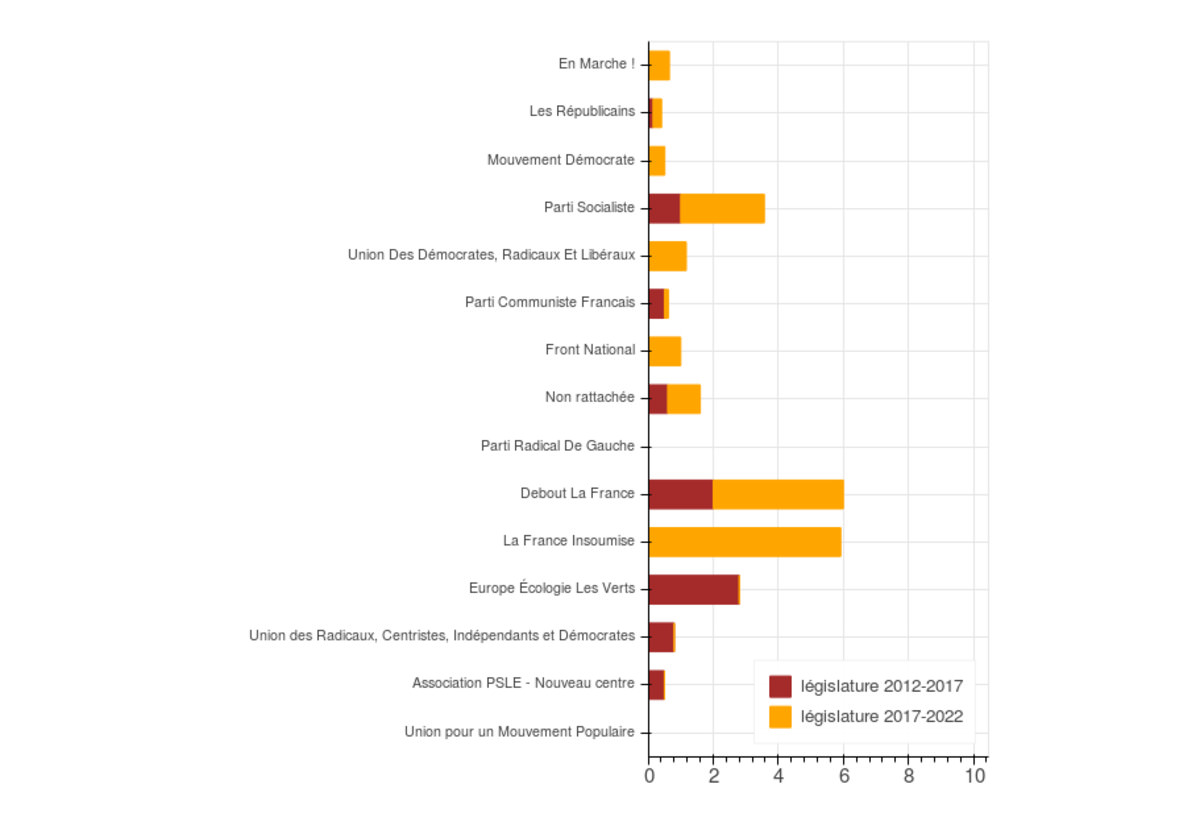 En Marche !
Les Républicains
Mouvement Démocrate
Parti Socialiste
Union Des Démocrates, Radicaux Et Libéraux
Parti Communiste Francais
Front National
Non rattachée
Parti Radical De Gauche
Debout La France
La France Insoumise
Europe Écologie Les Verts
Union des Radicaux, Centristes, Indépendants et Démocrates
Association PSLE - Nouveau centre
Union pour un Mouvement Populaire
législature 2012-2017
législature 2017-2022
0 2 4 6 8 10